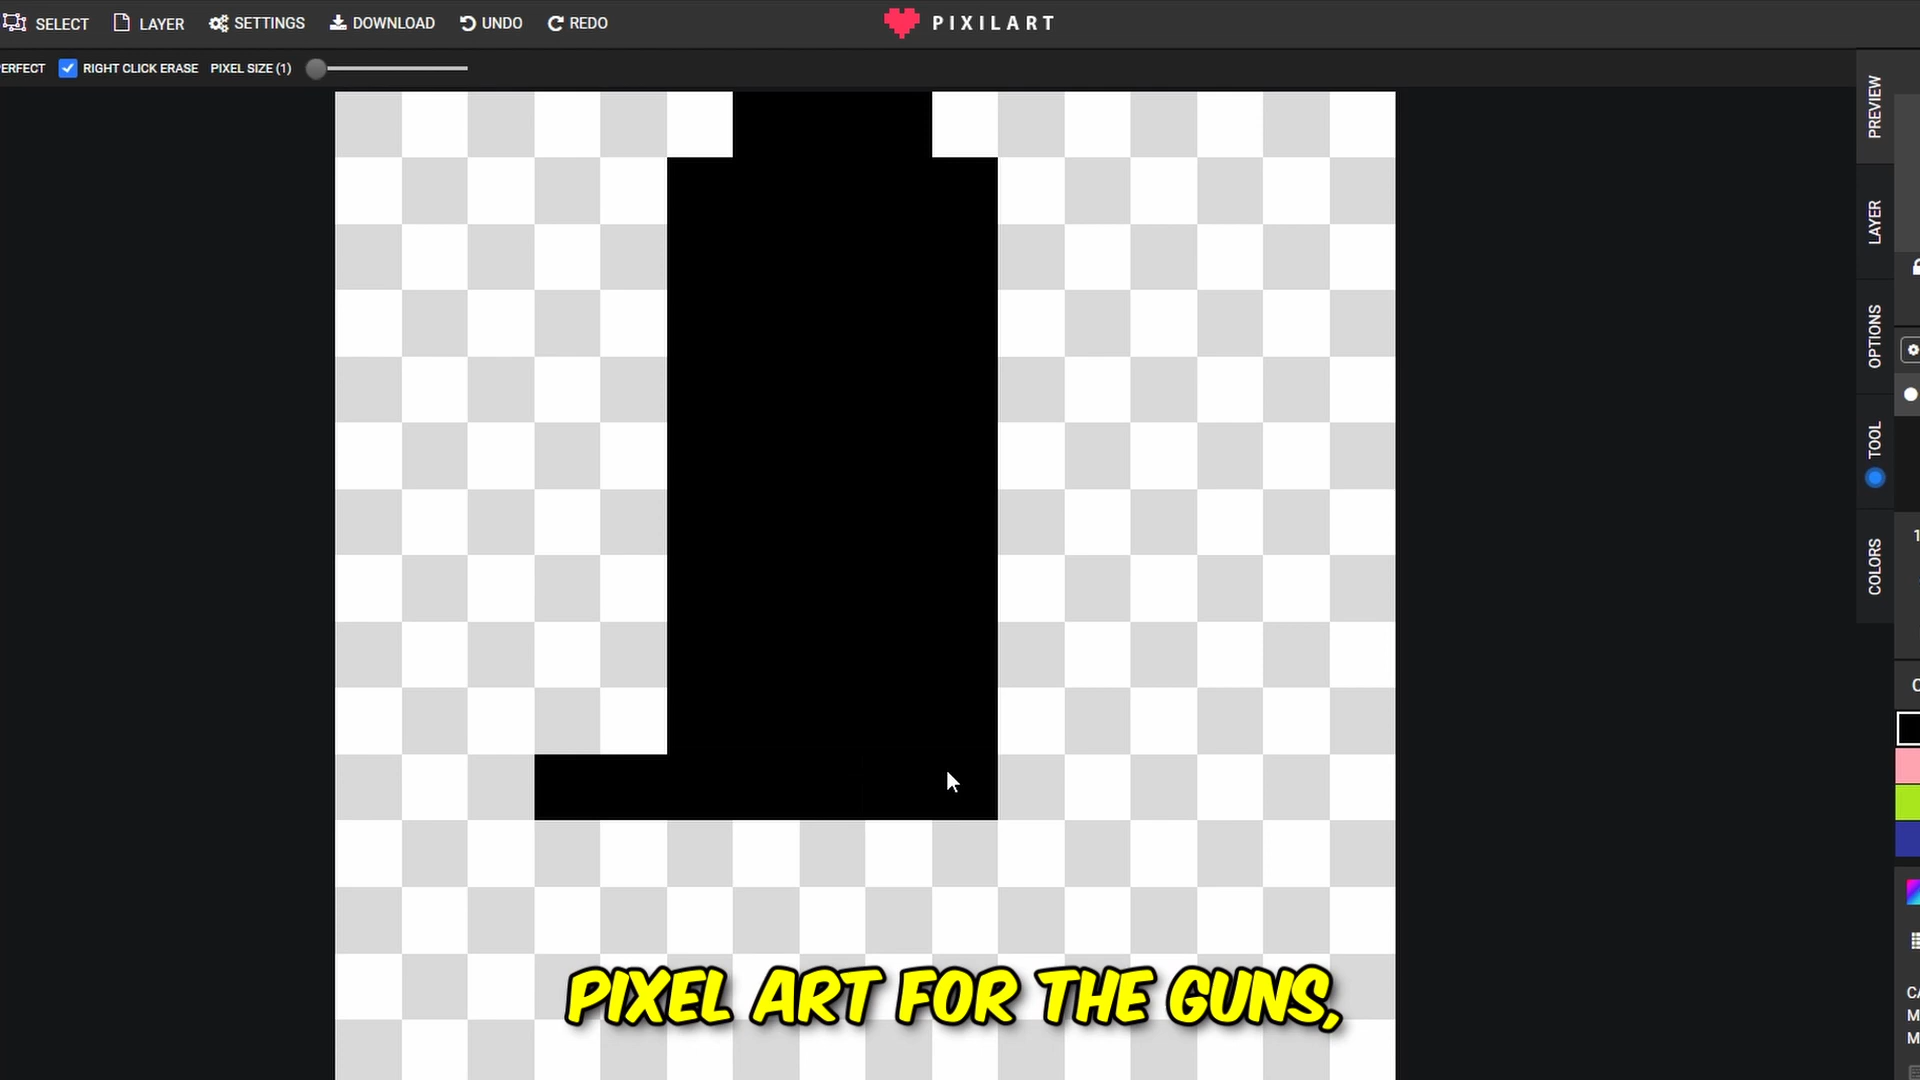 SELECT LAYER SETTINGS DOWNLOAD UNDO REDO PIXILART
ERFECT RIGHT CLICK ERASE PIXEL SIZE (1)
PREVIEW
LAYER
OPTIONS
TOOL
COLORS
PIXEL ART FOR THE GUNS,